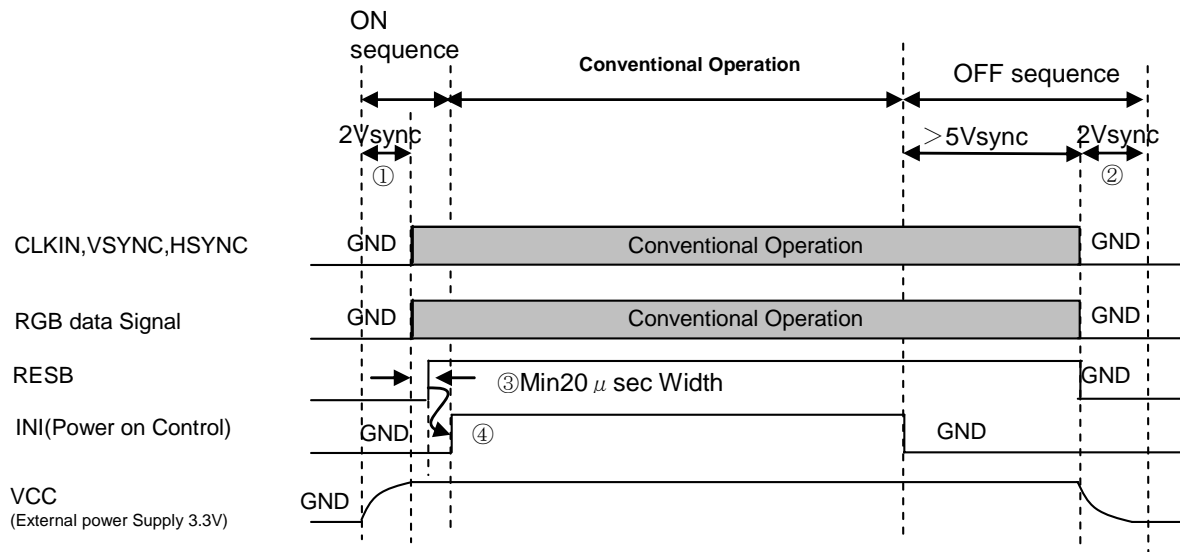 ON
sequence
Conventional Operation
OFF sequence
2Vsync
＞5Vsync
2Vsync
①
②
CLKIN,VSYNC,HSYNC
GND
Conventional Operation
GND
RGB data Signal
GND
Conventional Operation
GND
RESB
③Min20μsec Width
GND
INI(Power on Control)
GND
④
GND
VCC
GND
(External power Supply 3.3V)